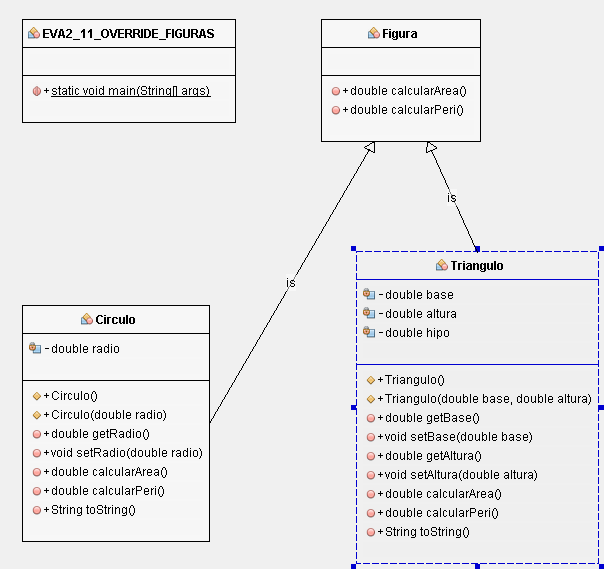 EVA2_11_OVERRIDE_FIGURAS
+ static void main(String[] args)
Figura
+ double calcularArea()
+ double calcularPeri()
is
is
Circulo
- double radio
+ Circulo()
+ Circulo(double radio)
+ double getRadio()
+ void setRadio(double radio)
+ double calcularArea()
+ double calcularPeri()
+ String toString()
Triangulo
- double base
- double altura
- double hipo
+ Triangulo()
+ Triangulo(double base, double altura)
+ double getBase()
+ void setBase(double base)
+ double getAltura()
+ void setAltura(double altura)
+ double calcularArea()
+ double calcularPeri()
+ String toString()